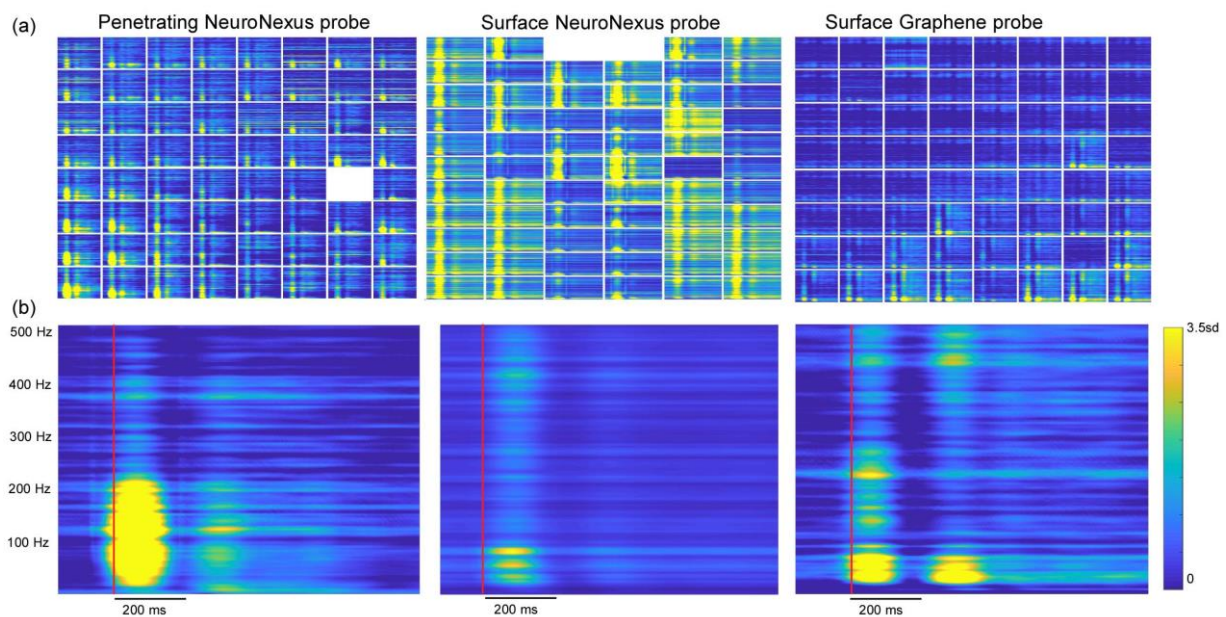 (a)
Penetrating NeuroNexus probe
Surface NeuroNexus probe
Surface Graphene probe
(b)
500 Hz
400 Hz
300 Hz
200 Hz
100 Hz
3.5sd
0
200 ms
200 ms
200 ms